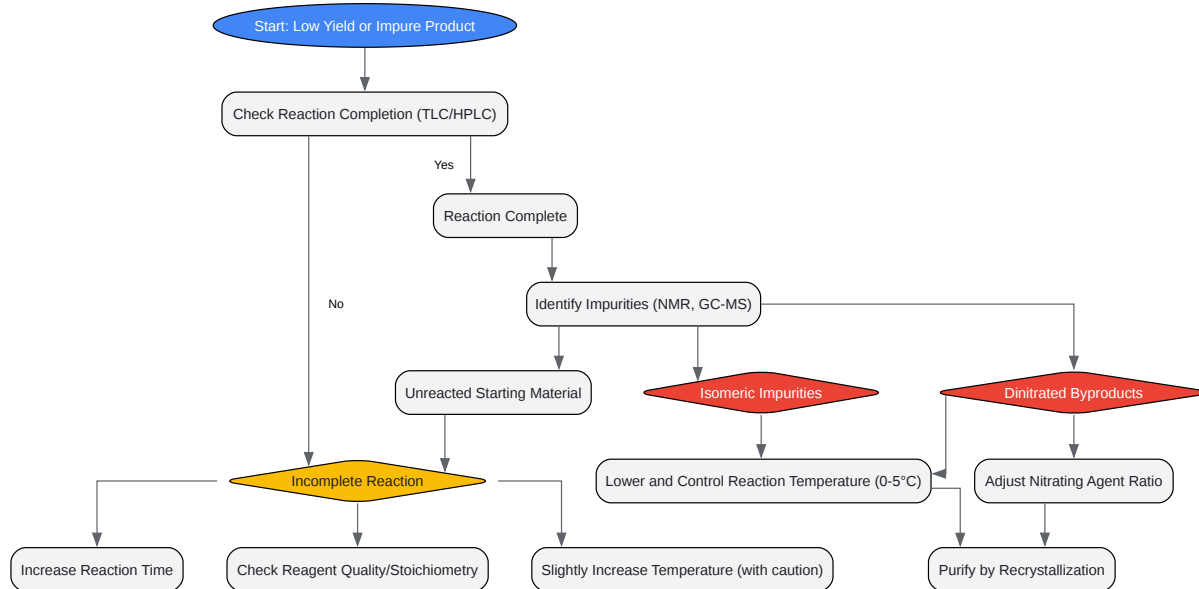 Start: Low Yield or Impure Product
Check Reaction Completion (TLC/HPLC)
Yes
Reaction Complete
Identify Impurities (NMR, GC-MS)
No
Unreacted Starting Material
Isomeric Impurities
Dinitrated Byproducts
Incomplete Reaction
Lower and Control Reaction Temperature (0-5°C)
Adjust Nitrating Agent Ratio
Increase Reaction Time
Check Reagent Quality/Stoichiometry
Slightly Increase Temperature (with caution)
Purify by Recrystallization